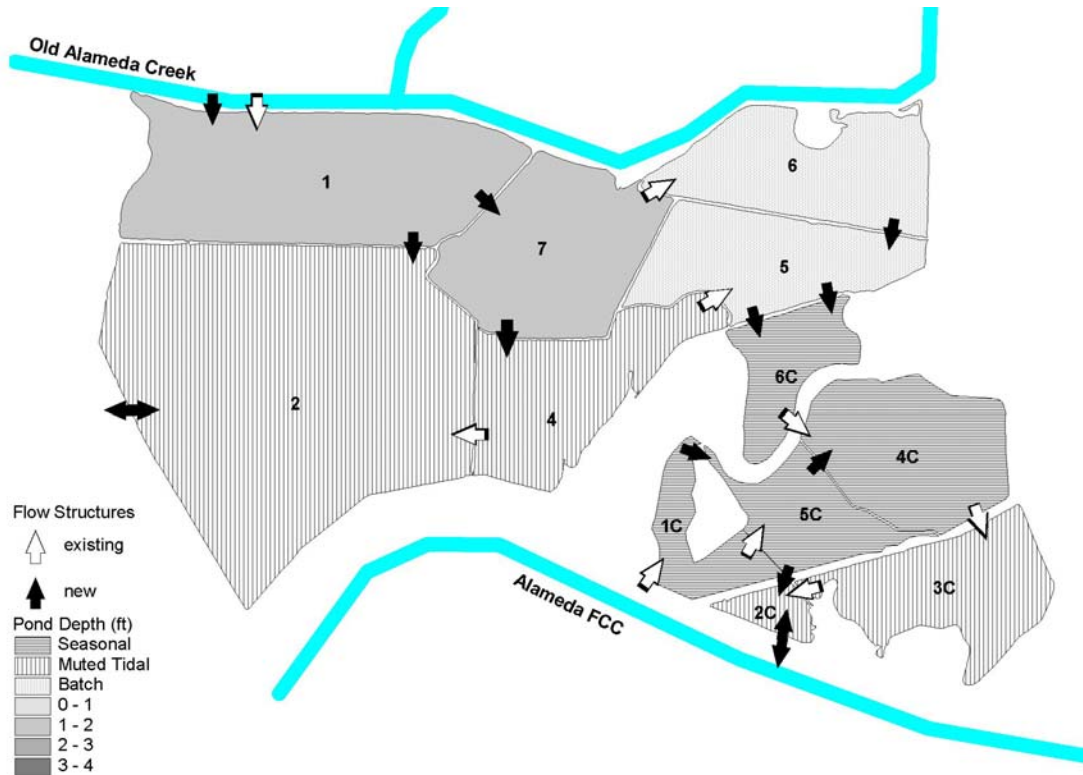 Old Alameda Creek
1
6
7
5
2
4
6C
4C
1C
5C
3C
2C
Alameda FCC
Flow Structures
existing
new
Pond Depth (ft)
Seasonal
Muted Tidal
Batch
0 - 1
1 - 2
2 - 3
3 - 4